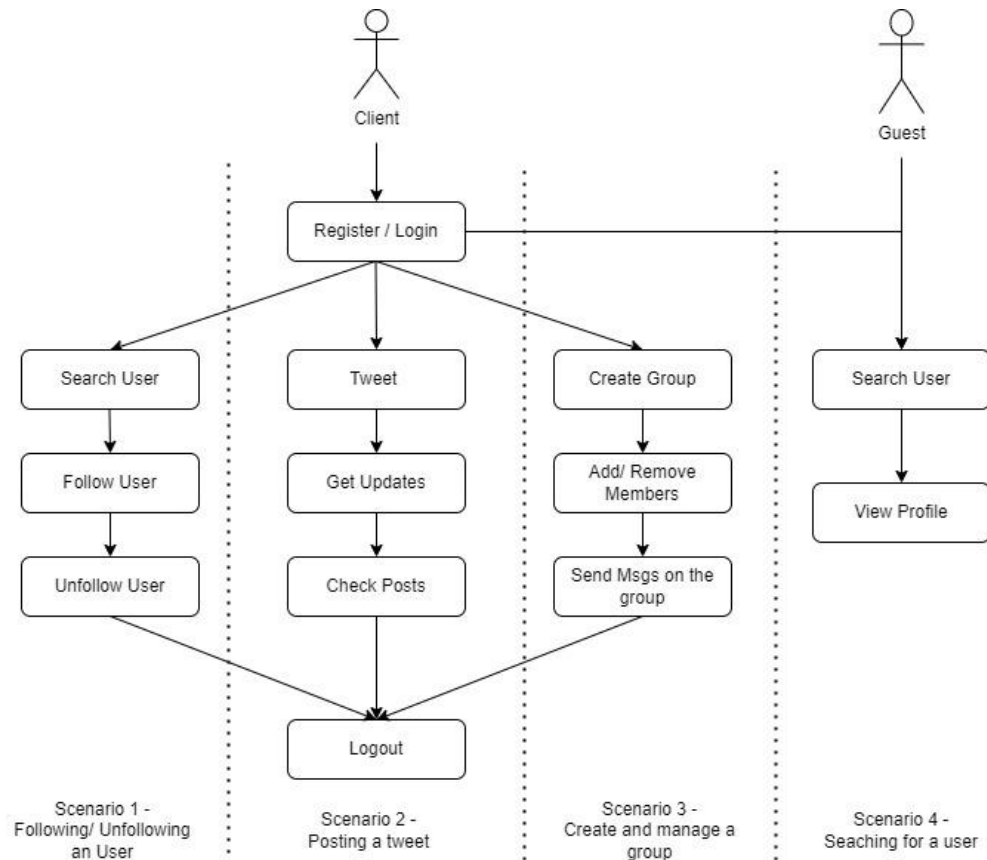 Client
Guest
Register / Login
Search User
Tweet
Create Group
Search User
Follow User
Get Updates
Add/ Remove
Members
View Profile
Unfollow User
Check Posts
Send Msgs on the
group
Logout
Scenario 1 -
Following/ Unfollowing
an User
Scenario 2 -
Posting a tweet
Scenario 3 -
Create and manage a
group
Scenario 4 -
Seaching for a user